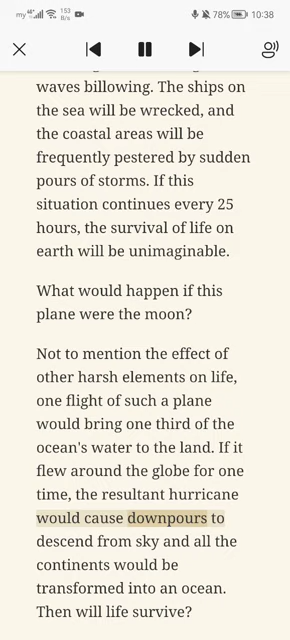 my 4G 153 B/s 78% 10:38
waves billowing. The ships on
the sea will be wrecked, and
the coastal areas will be
frequently pestered by sudden
pours of storms. If this
situation continues every 25
hours, the survival of life on
earth will be unimaginable.
What would happen if this
plane were the moon?
Not to mention the effect of
other harsh elements on life,
one flight of such a plane
would bring one third of the
ocean's water to the land. If it
flew around the globe for one
time, the resultant hurricane
would cause downpours to
descend from sky and all the
continents would be
transformed into an ocean.
Then will life survive?